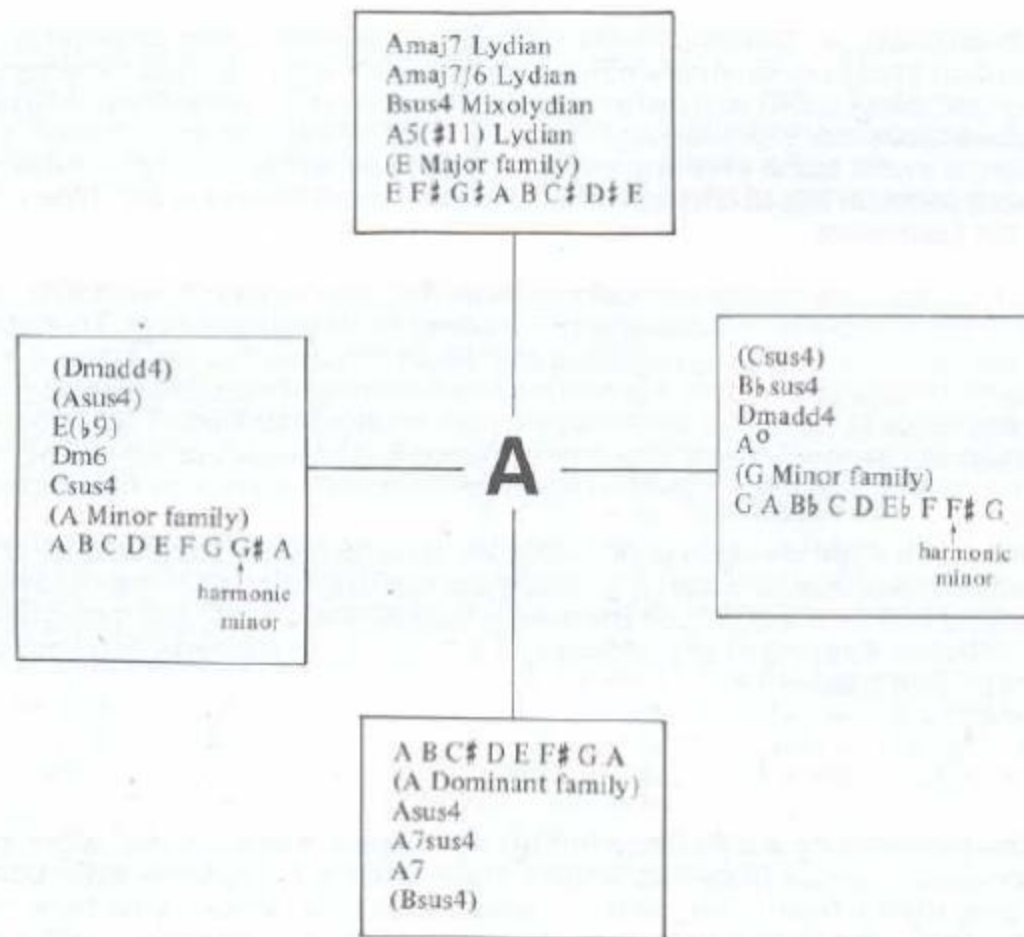 Amaj7 Lydian
Amaj7/6 Lydian
Bsus4 Mixolydian
A5(♯11) Lydian
(E Major family)
E F♯ G♯ A B C♯ D♯ E
(Dmadd4)
(Asus4)
E(♭9)
Dm6
Csus4
(A Minor family)
A B C D E F G G♯ A
↑
harmonic
minor
A
(Csus4)
B♭sus4
Dmadd4
A°
(G Minor family)
G A B♭ C D E♭ F F♯ G
↑
harmonic
minor
A B C♯ D E F♯ G A
(A Dominant family)
Asus4
A7sus4
A7
(Bsus4)